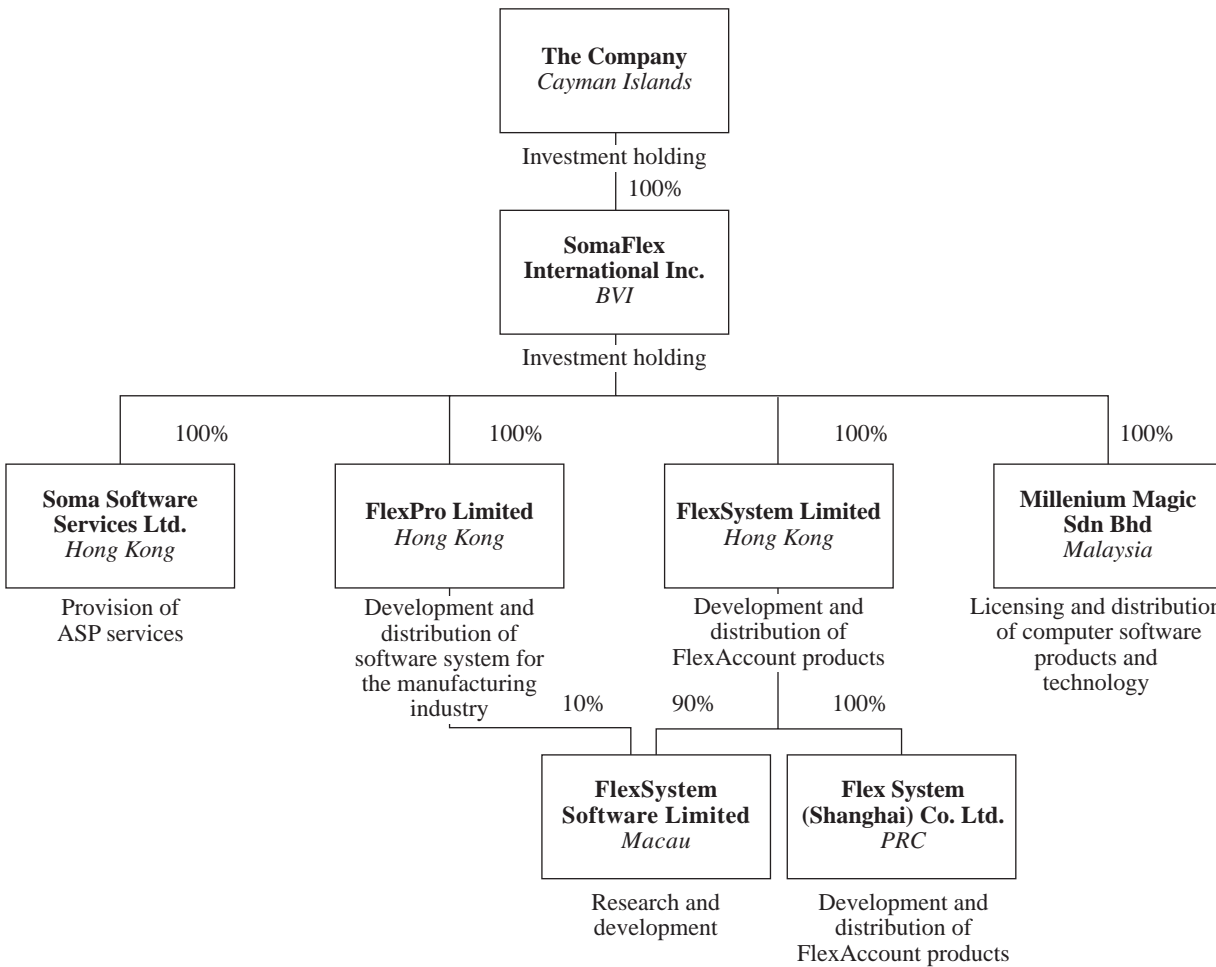 The Company
Cayman Islands
Investment holding
100%
SomaFlex
International Inc.
BVI
Investment holding
100%
100%
100%
100%
Soma Software
Services Ltd.
Hong Kong
FlexPro Limited
Hong Kong
FlexSystem Limited
Hong Kong
Millenium Magic
Sdn Bhd
Malaysia
Provision of
ASP services
Development and
distribution of
software system for
the manufacturing
industry
Development and
distribution of
FlexAccount products
Licensing and distribution
of computer software
products and
technology
10%
90%
100%
FlexSystem
Software Limited
Macau
Flex System
(Shanghai) Co. Ltd.
PRC
Research and
development
Development and
distribution of
FlexAccount products